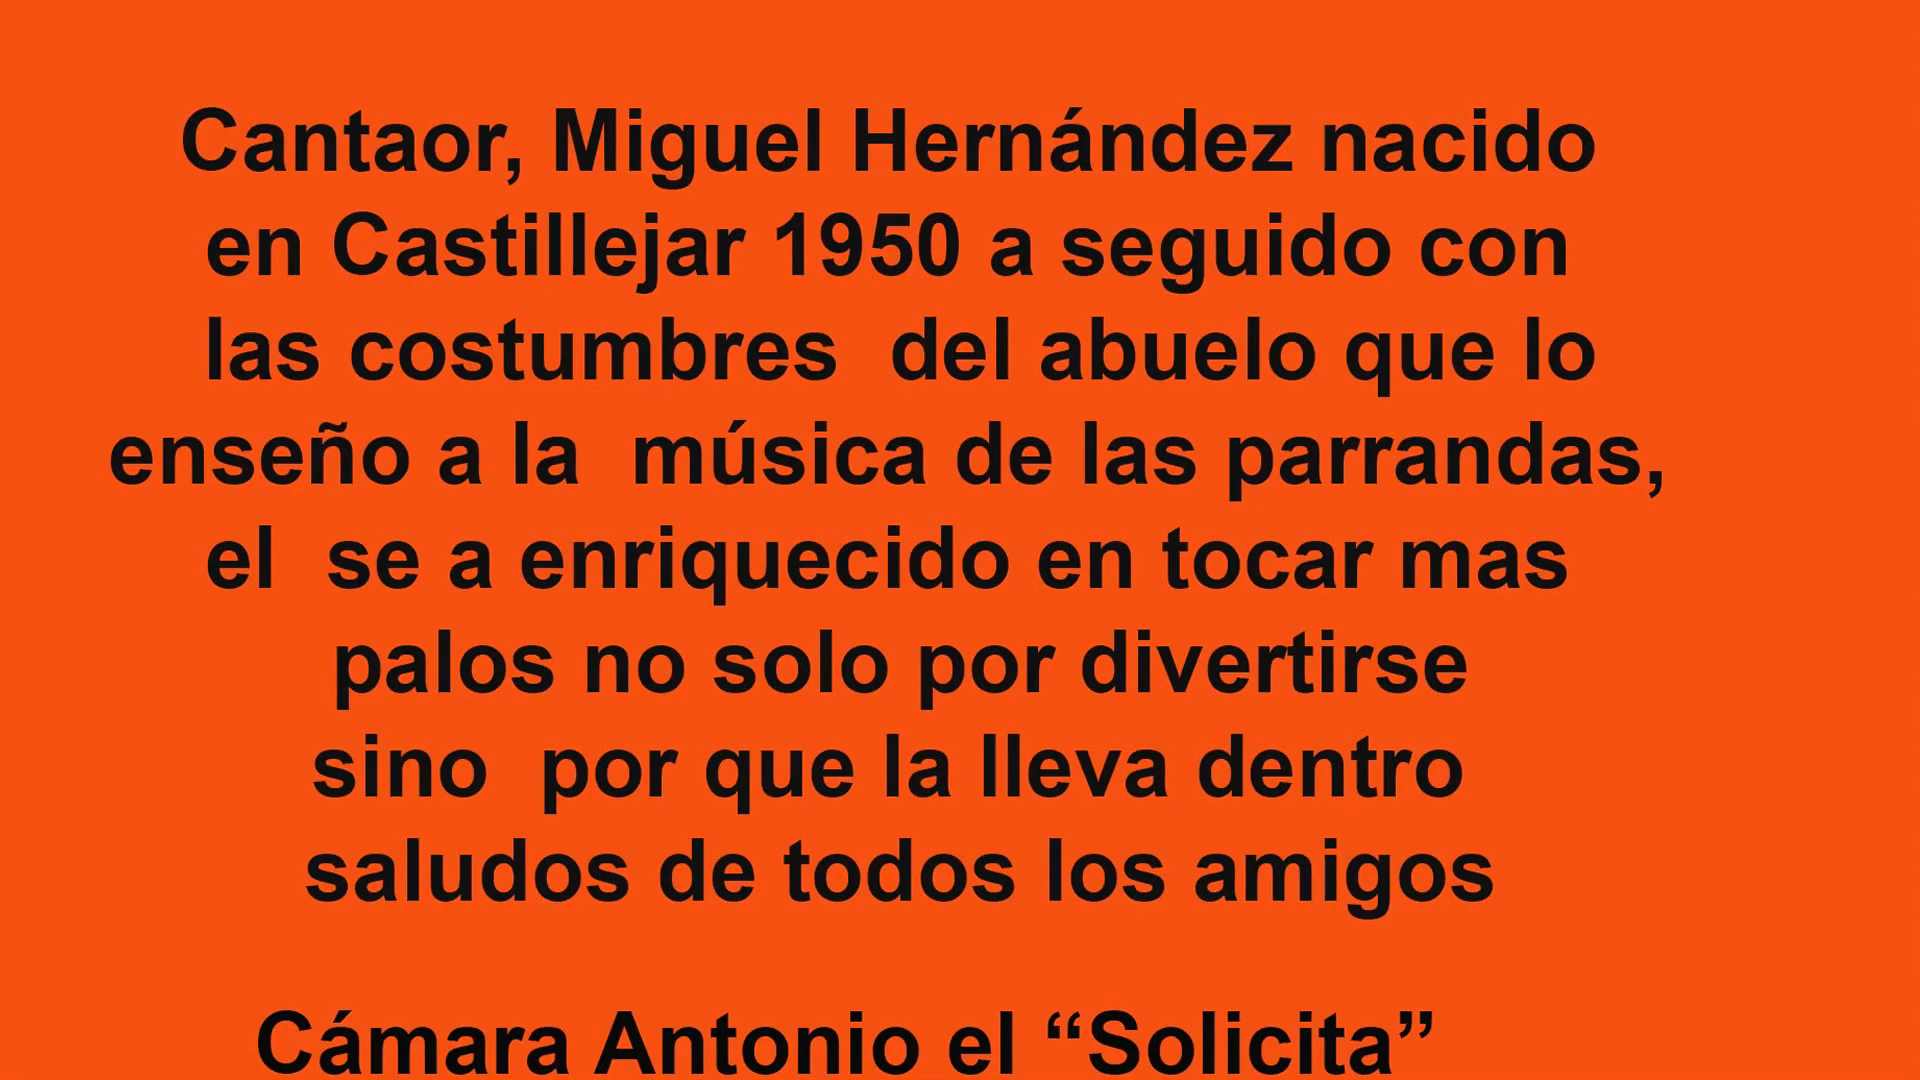 Cantaor, Miguel Hernández nacido
en Castillejar 1950 a seguido con
las costumbres  del abuelo que lo
enseño a la  música de las parrandas,
el  se a enriquecido en tocar mas
palos no solo por divertirse
sino  por que la lleva dentro
saludos de todos los amigos
Cámara Antonio el “Solicita”